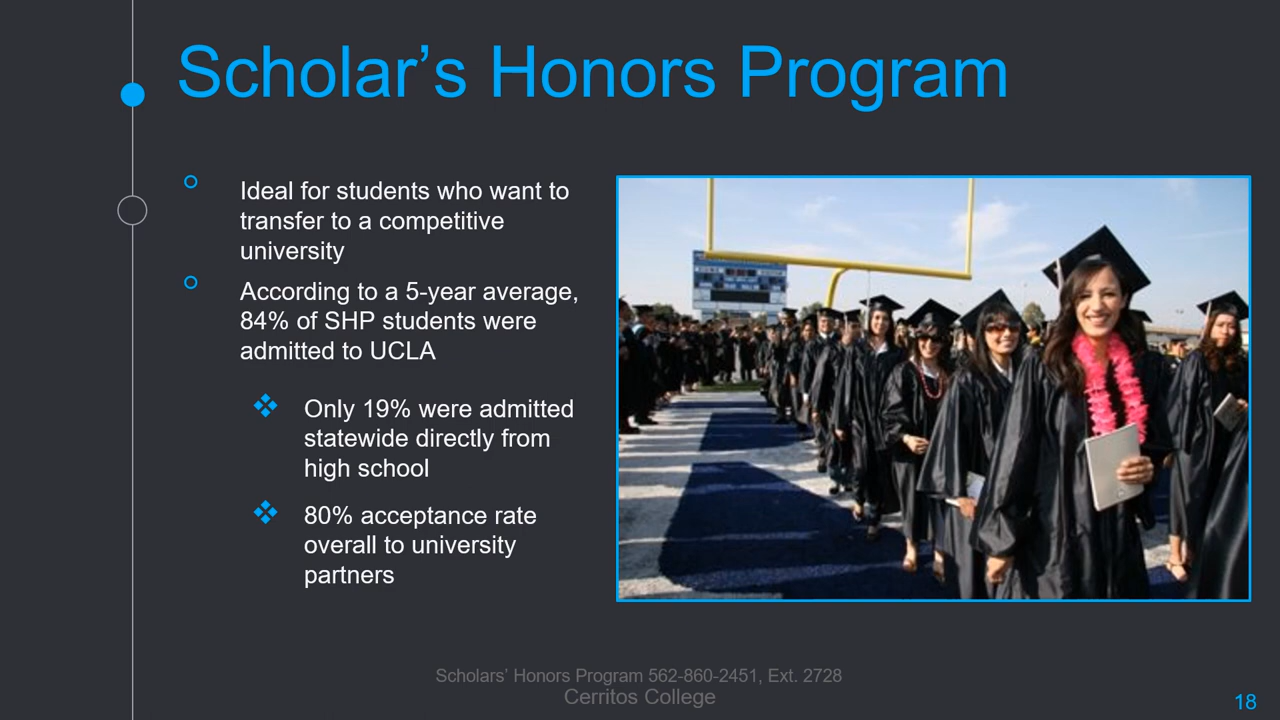 Scholar’s Honors Program
Ideal for students who want to
transfer to a competitive
university
According to a 5-year average,
84% of SHP students were
admitted to UCLA
Only 19% were admitted
statewide directly from
high school
80% acceptance rate
overall to university
partners
Scholars’ Honors Program 562-860-2451, Ext. 2728
Cerritos College
18